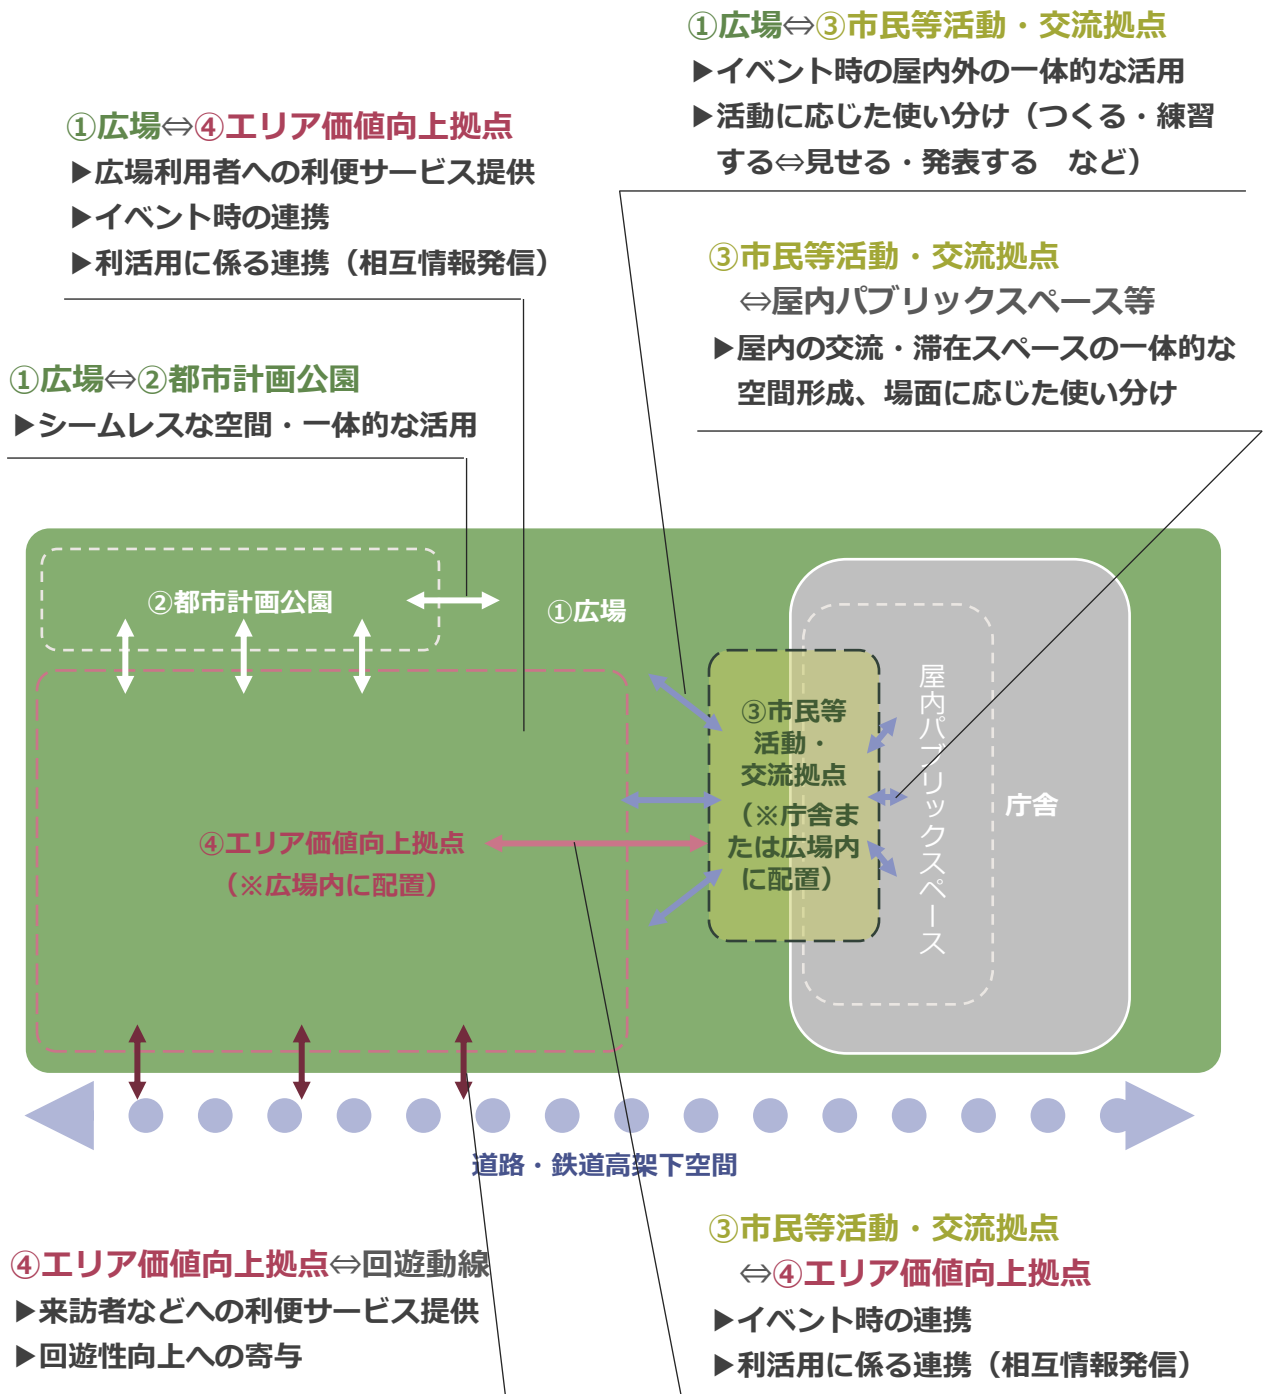 ①広場⇔③市民等活動・交流拠点
▶イベント時の屋内外の一体的な活用
▶活動に応じた使い分け（つくる・練習
する⇔見せる・発表する　など）
①広場⇔④エリア価値向上拠点
▶広場利用者への利便サービス提供
▶イベント時の連携
▶利活用に係る連携（相互情報発信）
③市民等活動・交流拠点
⇔屋内パブリックスペース等
▶屋内の交流・滞在スペースの一体的な
空間形成、場面に応じた使い分け
①広場⇔②都市計画公園
▶シームレスな空間・一体的な活用
②都市計画公園
①広場
③市民等
活動・
交流拠点
（※庁舎ま
たは広場内
に配置）
屋内パブリックスペース
庁舎
④エリア価値向上拠点
（※広場内に配置）
道路・鉄道高架下空間
④エリア価値向上拠点⇔回遊動線
▶来訪者などへの利便サービス提供
▶回遊性向上への寄与
③市民等活動・交流拠点
⇔④エリア価値向上拠点
▶イベント時の連携
▶利活用に係る連携（相互情報発信）